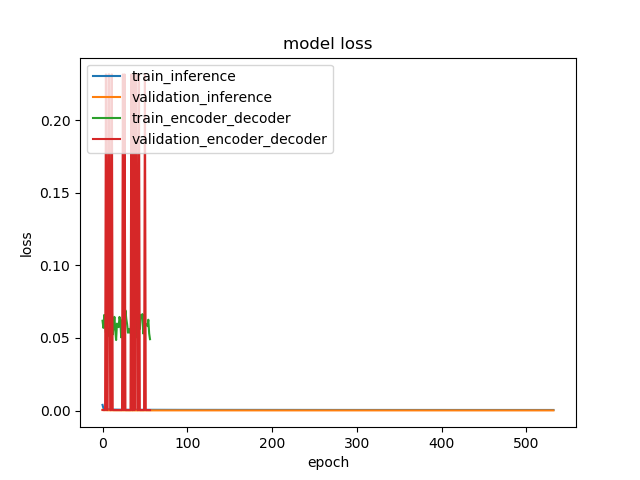 model loss
train_inference
validation_inference
train_encoder_decoder
validation_encoder_decoder
loss
0.20
0.15
0.10
0.05
0.00
0 100 200 300 400 500
epoch